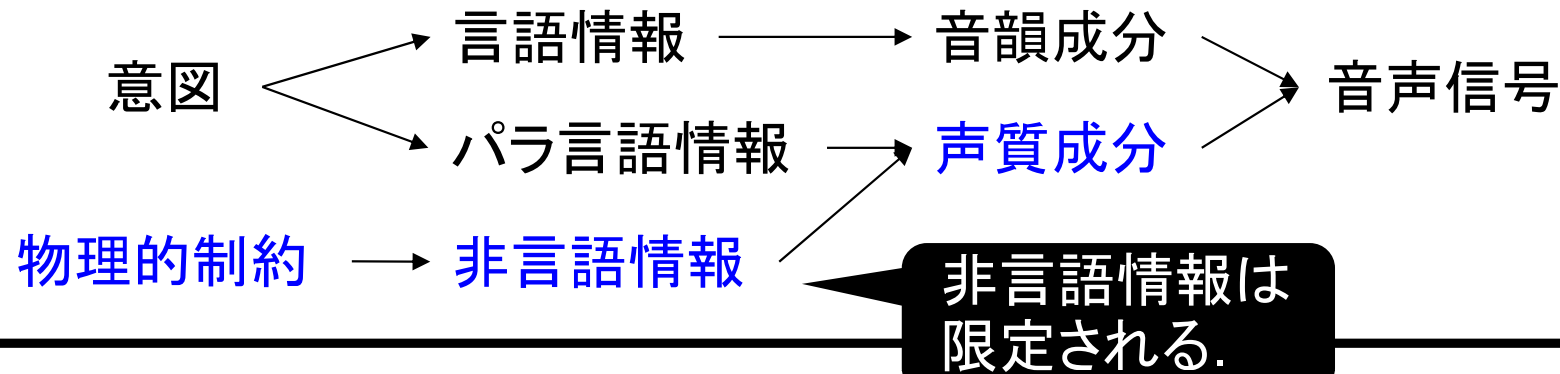 言語情報
音韻成分
意図
音声信号
パラ言語情報
声質成分
物理的制約
非言語情報
非言語情報は
限定される.